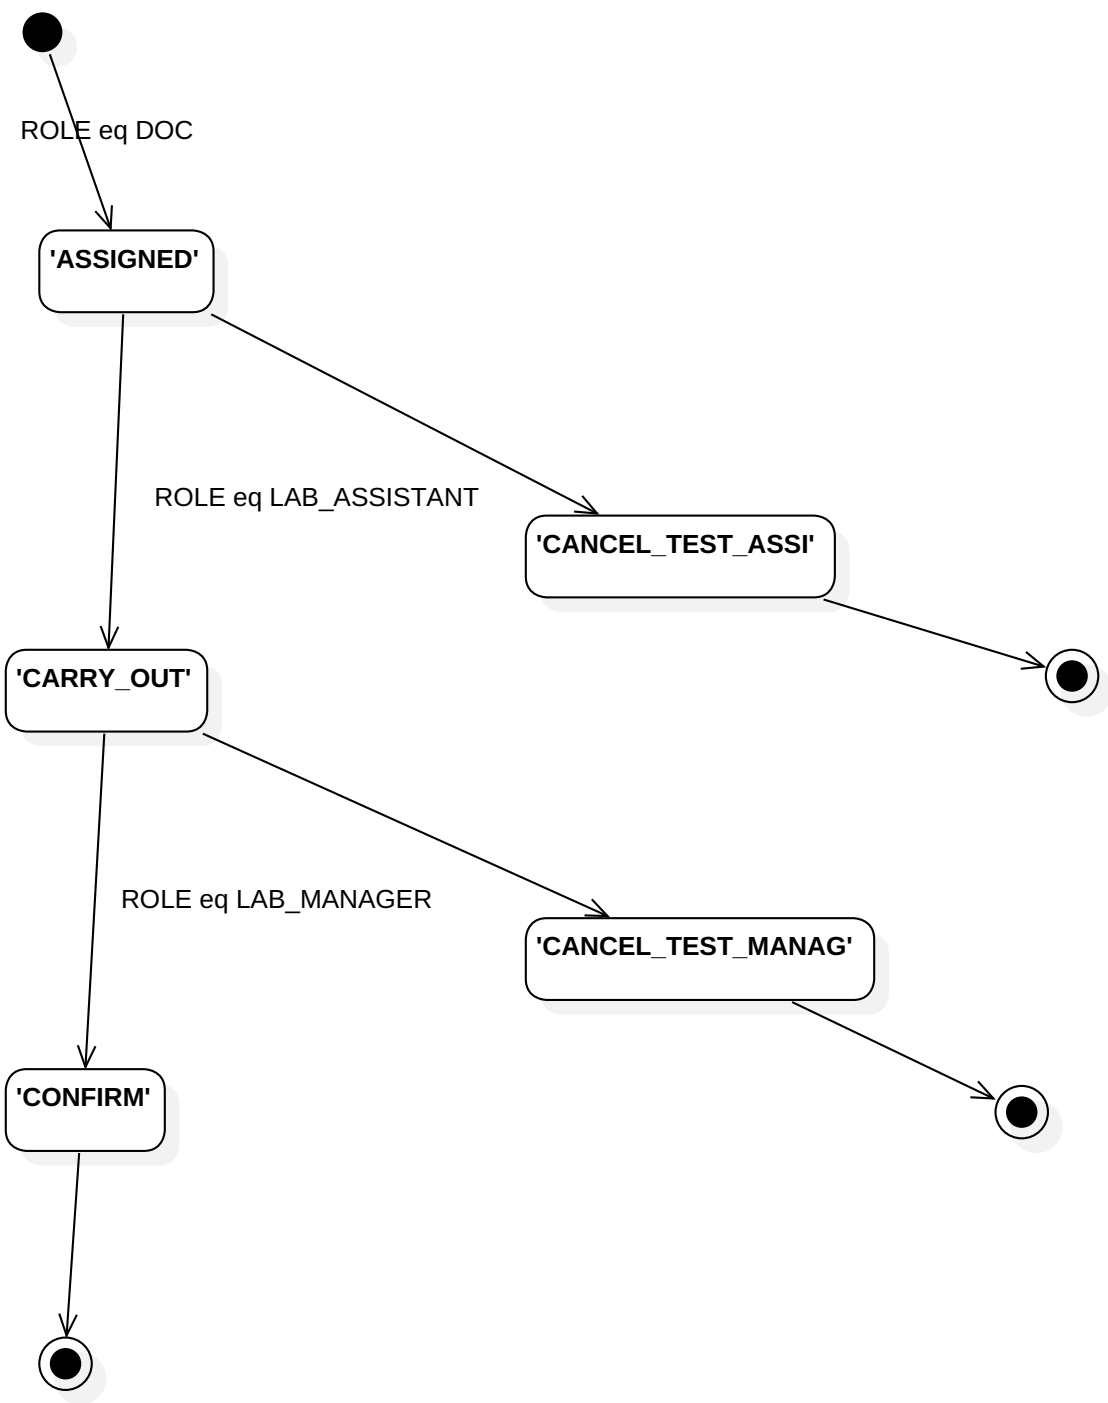 ROLE eq DOC
'ASSIGNED'
ROLE eq LAB_ASSISTANT
'CANCEL_TEST_ASSI'
'CARRY_OUT'
ROLE eq LAB_MANAGER
'CANCEL_TEST_MANAG'
'CONFIRM'